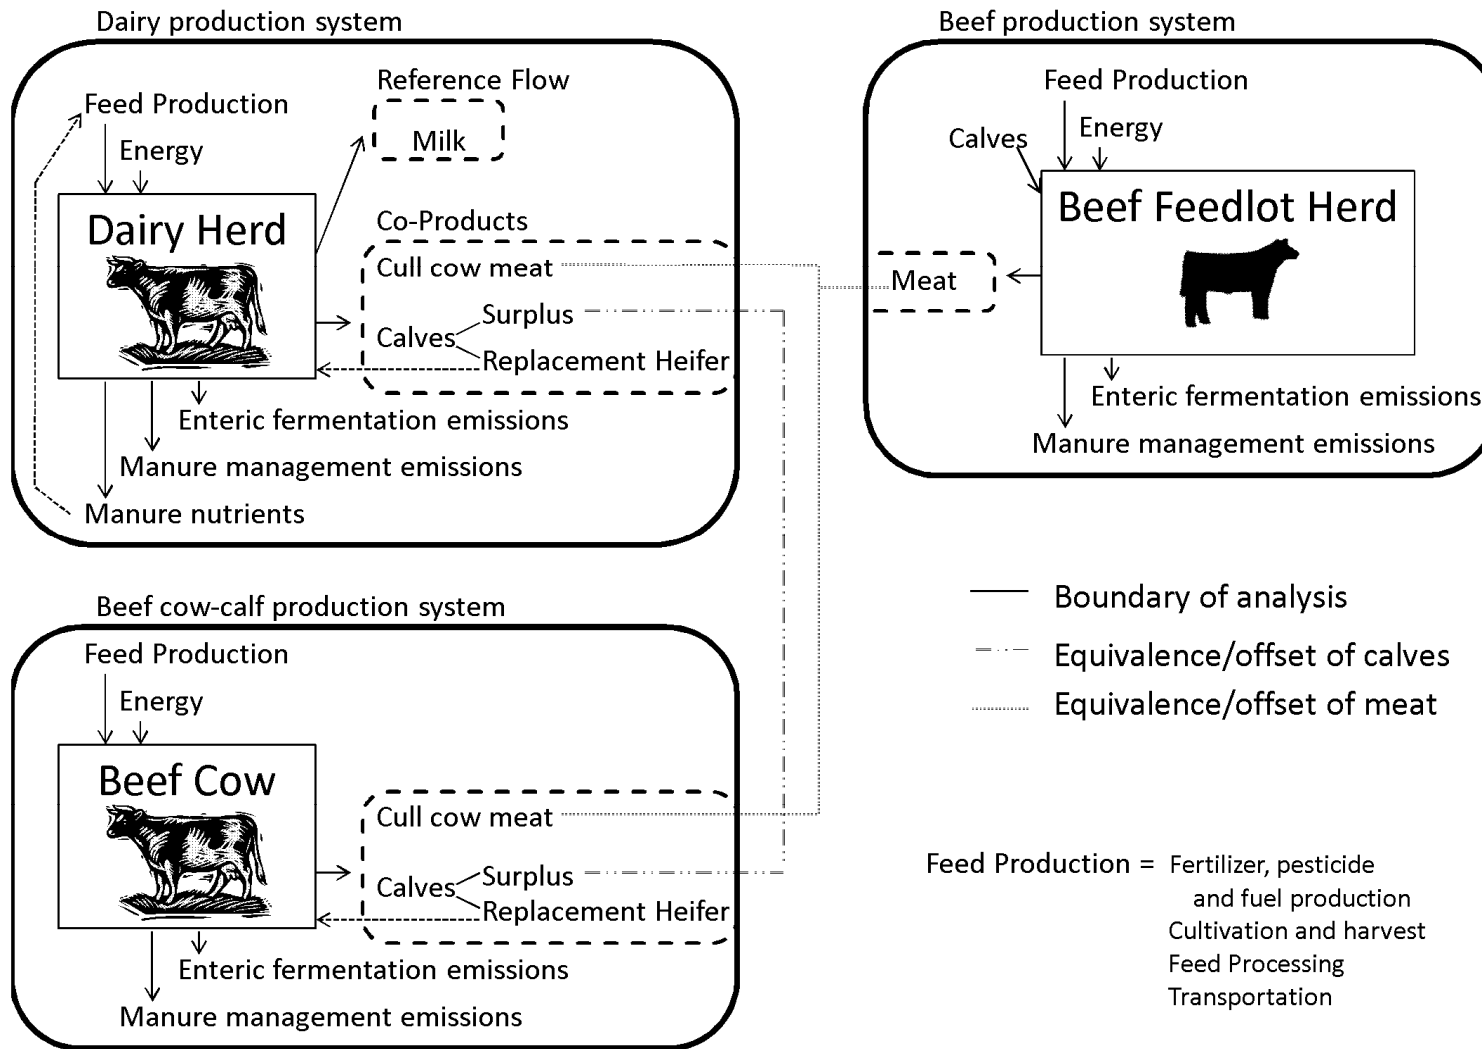 Dairy production system
Reference Flow
Feed Production
Milk
Energy
Dairy Herd
Co-Products
Cull cow meat
Surplus
Calves
Replacement Heifer
Enteric fermentation emissions
Manure management emissions
Manure nutrients
Beef production system
Feed Production
Energy
Calves
Beef Feedlot Herd
Meat
Enteric fermentation emissions
Manure management emissions
Beef cow-calf production system
Feed Production
Energy
Beef Cow
Cull cow meat
Surplus
Calves
Replacement Heifer
Enteric fermentation emissions
Manure management emissions
Boundary of analysis
Equivalence/offset of calves
Equivalence/offset of meat
Feed Production = Fertilizer, pesticide
and fuel production
Cultivation and harvest
Feed Processing
Transportation